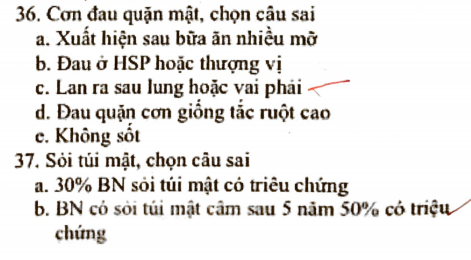 36. Cơn đau quặn mật, chọn câu sai
a. Xuất hiện sau bữa ăn nhiều mỡ
b. Đau ở HSP hoặc thượng vị
c. Lan ra sau lung hoặc vai phải
d. Đau quặn cơn giống tắc ruột cao
e. Không sốt
37. Sỏi túi mật, chọn câu sai
a. 30% BN sỏi túi mật có triêu chứng
b. BN có sỏi túi mật câm sau 5 năm 50% có triệu
chứng